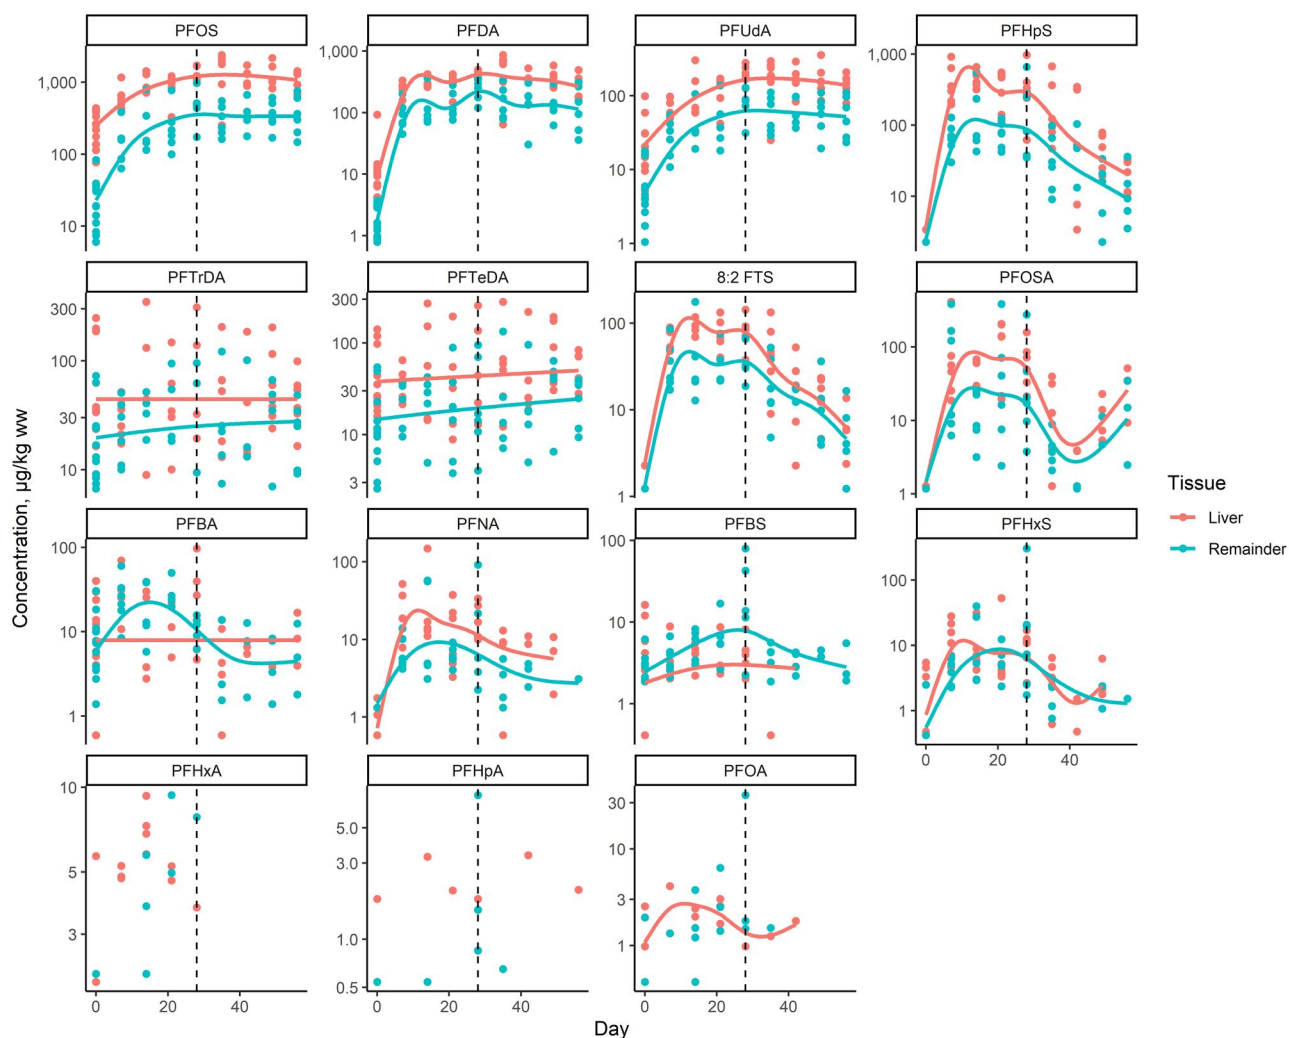 PFOS
PFDA
PFUdA
PFHpS
1,000
100
10
1,000
100
10
1
100
10
1
1,000
100
10
PFTrDA
PFTeDA
8:2 FTS
PFOSA
300
100
30
10
300
100
30
10
3
100
10
1
100
10
1
PFBA
PFNA
PFBS
PFHxS
100
10
1
100
10
1
100
10
1
100
10
1
0 20 40
PFHxA
PFHpA
PFOA
10
5
3
5.0
3.0
1.0
0.5
30
10
3
1
0 20 40
0 20 40
0 20 40
Day
Concentration, µg/kg ww
Tissue
Liver
Remainder